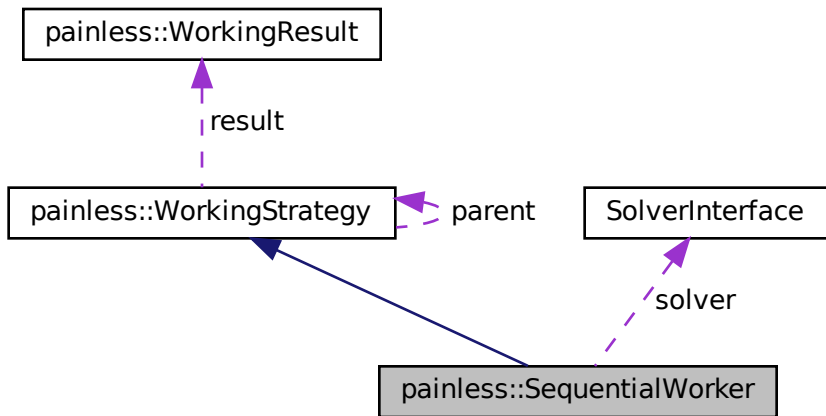 painless::WorkingResult
result
painless::WorkingStrategy
parent
SolverInterface
solver
painless::SequentialWorker